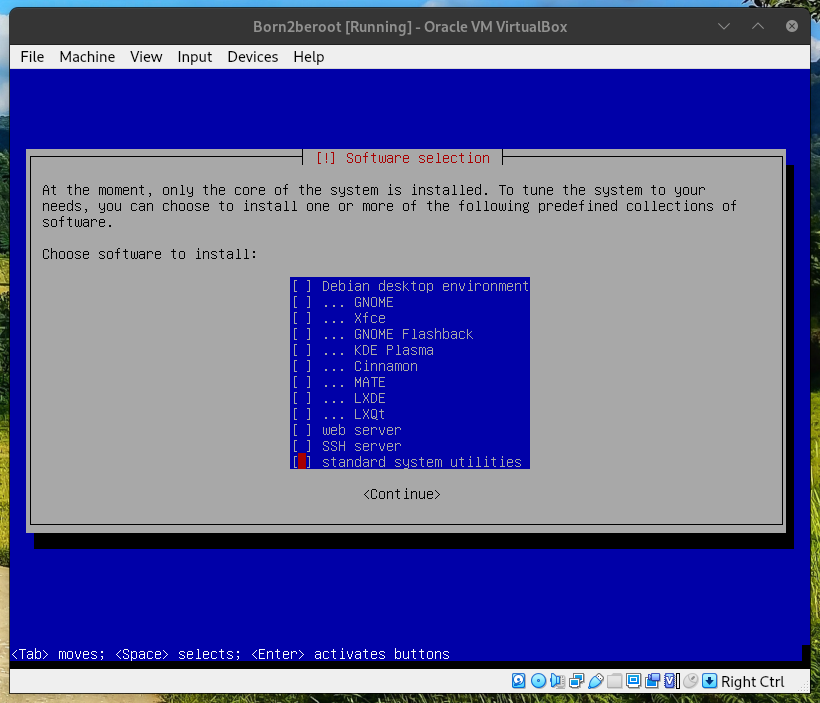 Born2beroot [Running] - Oracle VM VirtualBox
File Machine View Input Devices Help
[!] Software selection
At the moment, only the core of the system is installed. To tune the system to your
needs, you can choose to install one or more of the following predefined collections of
software.
Choose software to install:
[ ] Debian desktop environment
[ ] ... GNOME
[ ] ... Xfce
[ ] ... GNOME Flashback
[ ] ... KDE Plasma
[ ] ... Cinnamon
[ ] ... MATE
[ ] ... LXDE
[ ] ... LXQt
[ ] web server
[ ] SSH server
[ ] standard system utilities
<Continue>
<Tab> moves; <Space> selects; <Enter> activates buttons
Right Ctrl